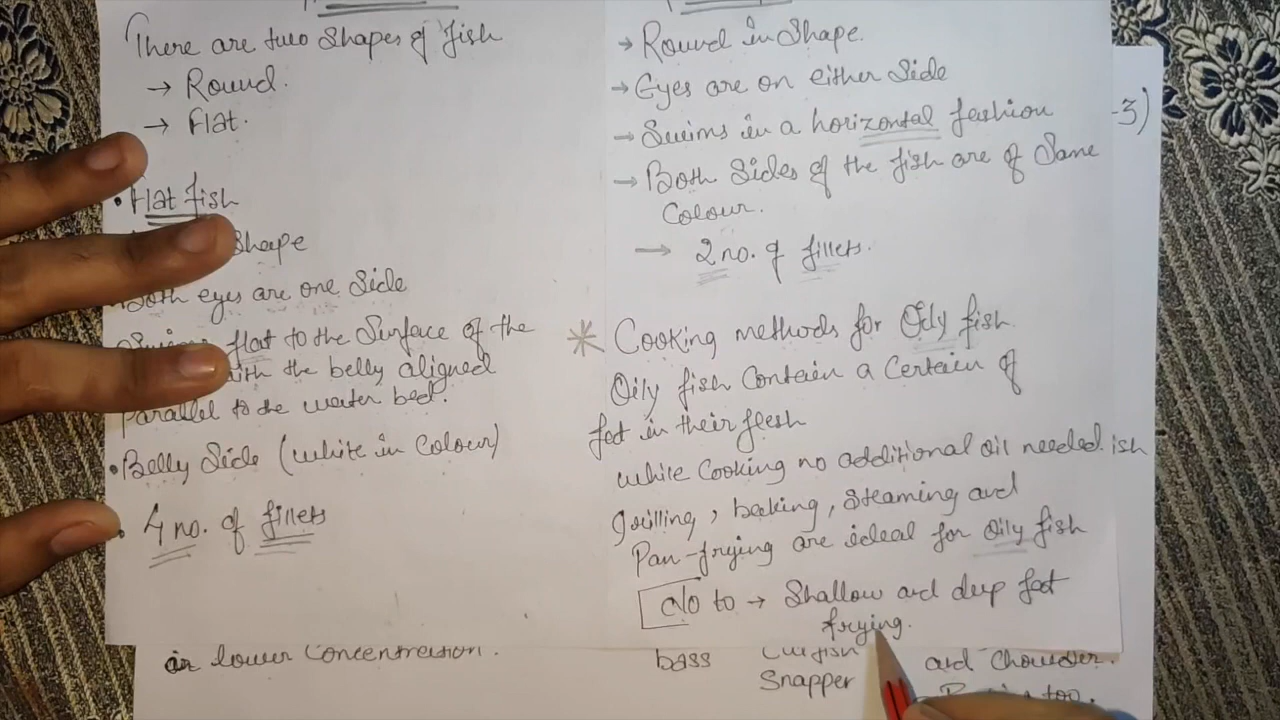 There are two Shapes of fish
→ Round.
→ Flat.
• Flat fish
Shape
Both eyes are one Side
flat to the Surface of the
with the belly aligned
Parallel to the water bed.
• Belly Side (white in Colour)
• 4 no. of fillets
in lower Concentration.
→ Round in Shape.
→ Eyes are on either Side
→ Swims in a horizontal fashion
→ Both Sides of the fish are of Same
Colour.
→ 2 no. of fillets.
* Cooking methods for Oily fish.
Oily fish Contain a Certain of
fat in their flesh
while Cooking no additional oil needed.ish
grilling, baking, Steaming and
Pan-frying are ideal for Oily fish
→ Shallow and deep fat
frying.
bass
Snapper
and Chowder.
too.
-3)